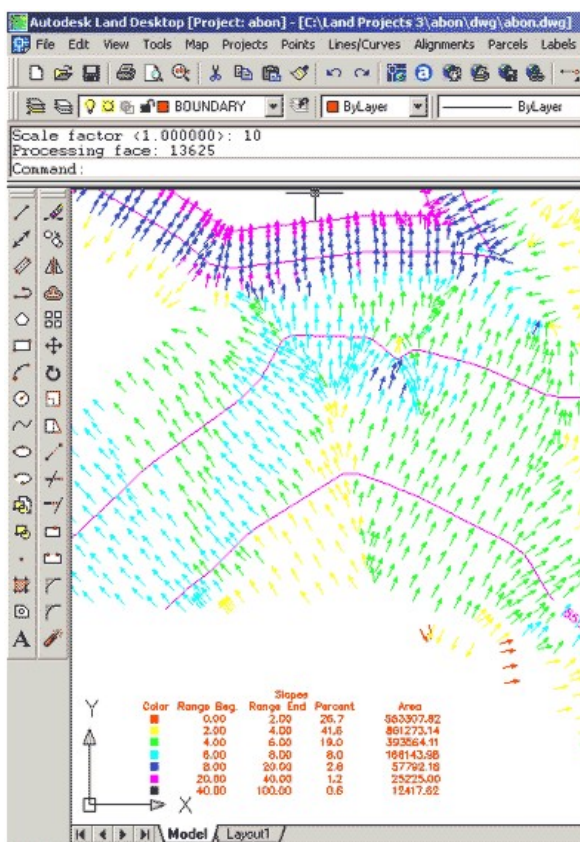 Autodesk Land Desktop [Project: abon] - [C:\Land Projects 3\abon\dwg\abon.dwg]
File Edit View Tools Map Projects Points Lines/Curves Alignments Parcels Labels
BOUNDARY ByLayer ByLayer
Scale factor <1.000000>: 10
Processing face: 13625
Command:
A
Slopes
Color Range Beg. Range End Percent Area
0.00 2.00 26.7
2.00 4.00 41.6 861273.14
4.00 6.00 19.0 393564.11
6.00 8.00 8.0 166143.98
8.00 20.00 2.8 57792.18
20.00 40.00 1.2 25225.00
40.00 100.00 0.6 12417.62
Y
X
Model Layout1